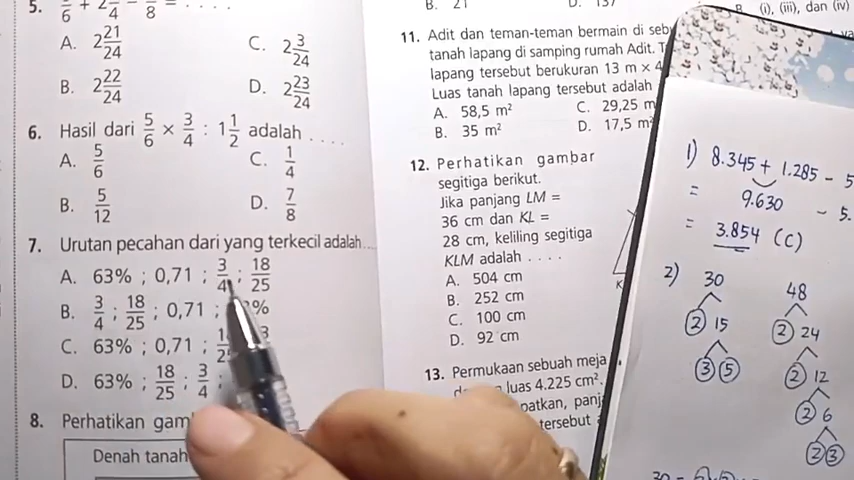 5. /6 + 2 /4 − /8 = . . . .
A. 2 21/24
C. 2 3/24
B. 2 22/24
D. 2 23/24
6. Hasil dari 5/6 × 3/4 : 1 1/2 adalah . . . .
A. 5/6
C. 1/4
B. 5/12
D. 7/8
7. Urutan pecahan dari yang terkecil adalah....
A. 63% ; 0,71 ; 3/4 ; 18/25
B. 3/4 ; 18/25 ; 0,71 ; %
C. 63% ; 0,71 ;
D. 63% ; 18/25 ; 3/4 ;
8. Perhatikan
Denah tanah
B. 21
D. 137
11. Adit dan teman-teman bermain di
tanah lapang di samping rumah Adit.
lapang tersebut berukuran 13 m × 4
Luas tanah lapang tersebut adalah
A. 58,5 m²
C. 29,25 m
B. 35 m²
D. 17,5 m²
12. Perhatikan gambar
segitiga berikut.
Jika panjang LM =
36 cm dan KL =
28 cm, keliling segitiga
KLM adalah . . . .
A. 504 cm
B. 252 cm
C. 100 cm
D. 92 cm
K
13. Permukaan sebuah meja
luas 4.225 cm².
tersebut
(i), (iii), dan (iv)
1) 8.345 + 1.285 − 5
= 9.630 − 5.
= 3.854 (C)
2) 30
2 15
3 5
48
2 24
2 12
2 6
2 3
30 =